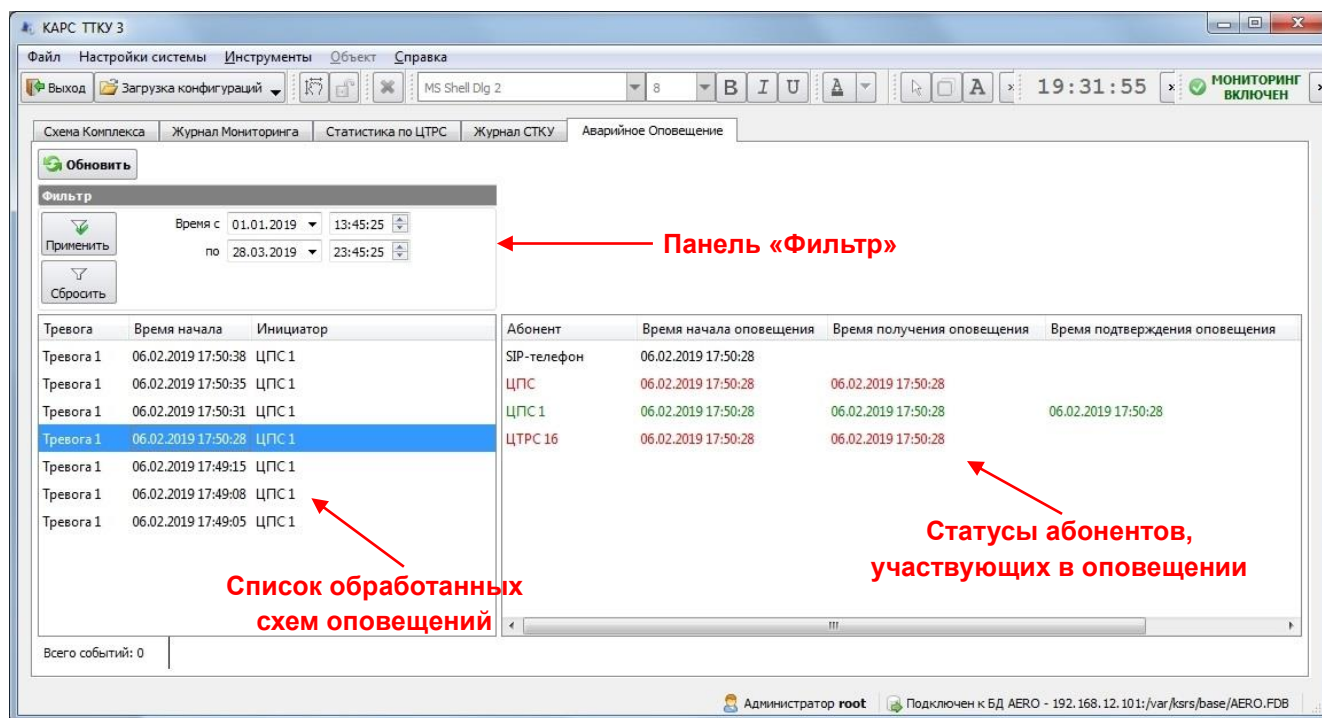 КАРС ТТКУ 3
Файл Настройки системы Инструменты Объект Справка
Выход Загрузка конфигураций MS Shell Dlg 2 8 B I U A A 19:31:55 МОНИТОРИНГ ВКЛЮЧЕН
Схема Комплекса Журнал Мониторинга Статистика по ЦТРС Журнал СТКУ Аварийное Оповещение
Обновить
Фильтр
Применить Время с 01.01.2019 13:45:25
по 28.03.2019 23:45:25
Панель «Фильтр»
Сбросить
Тревога Время начала Инициатор
Тревога 1 06.02.2019 17:50:38 ЦПС 1
Тревога 1 06.02.2019 17:50:35 ЦПС 1
Тревога 1 06.02.2019 17:50:31 ЦПС 1
Тревога 1 06.02.2019 17:50:28 ЦПС 1
Тревога 1 06.02.2019 17:49:15 ЦПС 1
Тревога 1 06.02.2019 17:49:08 ЦПС 1
Тревога 1 06.02.2019 17:49:05 ЦПС 1
Список обработанных
схем оповещений
Абонент Время начала оповещения Время получения оповещения Время подтверждения оповещения
SIP-телефон 06.02.2019 17:50:28
ЦПС 06.02.2019 17:50:28 06.02.2019 17:50:28
ЦПС 1 06.02.2019 17:50:28 06.02.2019 17:50:28 06.02.2019 17:50:28
ЦТРС 16 06.02.2019 17:50:28 06.02.2019 17:50:28
Статусы абонентов,
участвующих в оповещении
Всего событий: 0
Администратор root Подключен к БД AERO - 192.168.12.101:/var/ksrs/base/AERO.FDB